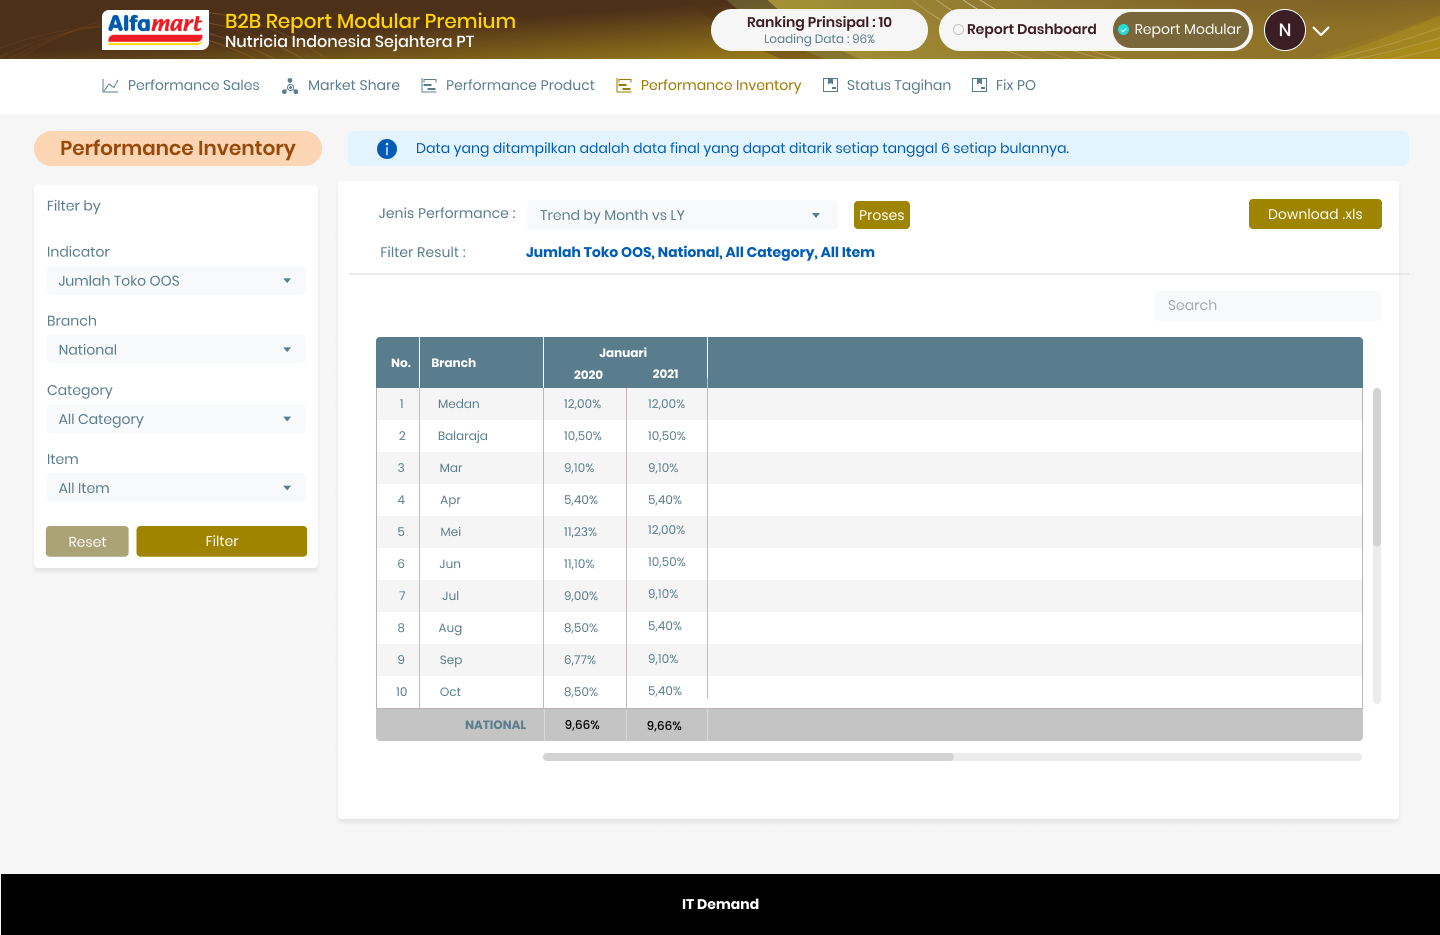 Alfamart
B2B Report Modular Premium
Nutricia Indonesia Sejahtera PT
Ranking Prinsipal : 10
Loading Data : 96%
Report Dashboard
Report Modular
N
Performance Sales
Market Share
Performance Product
Performance Inventory
Status Tagihan
Fix PO
Performance Inventory
Data yang ditampilkan adalah data final yang dapat ditarik setiap tanggal 6 setiap bulannya.
Filter by
Indicator
Jumlah Toko OOS
Branch
National
Category
All Category
Item
All Item
Reset
Filter
Jenis Performance :
Trend by Month vs LY
Proses
Download .xls
Filter Result :
Jumlah Toko OOS, National, All Category, All Item
Search
No. Branch Januari
2020 2021
1 Medan 12,00% 12,00%
2 Balaraja 10,50% 10,50%
3 Mar 9,10% 9,10%
4 Apr 5,40% 5,40%
5 Mei 11,23% 12,00%
6 Jun 11,10% 10,50%
7 Jul 9,00% 9,10%
8 Aug 8,50% 5,40%
9 Sep 6,77% 9,10%
10 Oct 8,50% 5,40%
NATIONAL 9,66% 9,66%
IT Demand